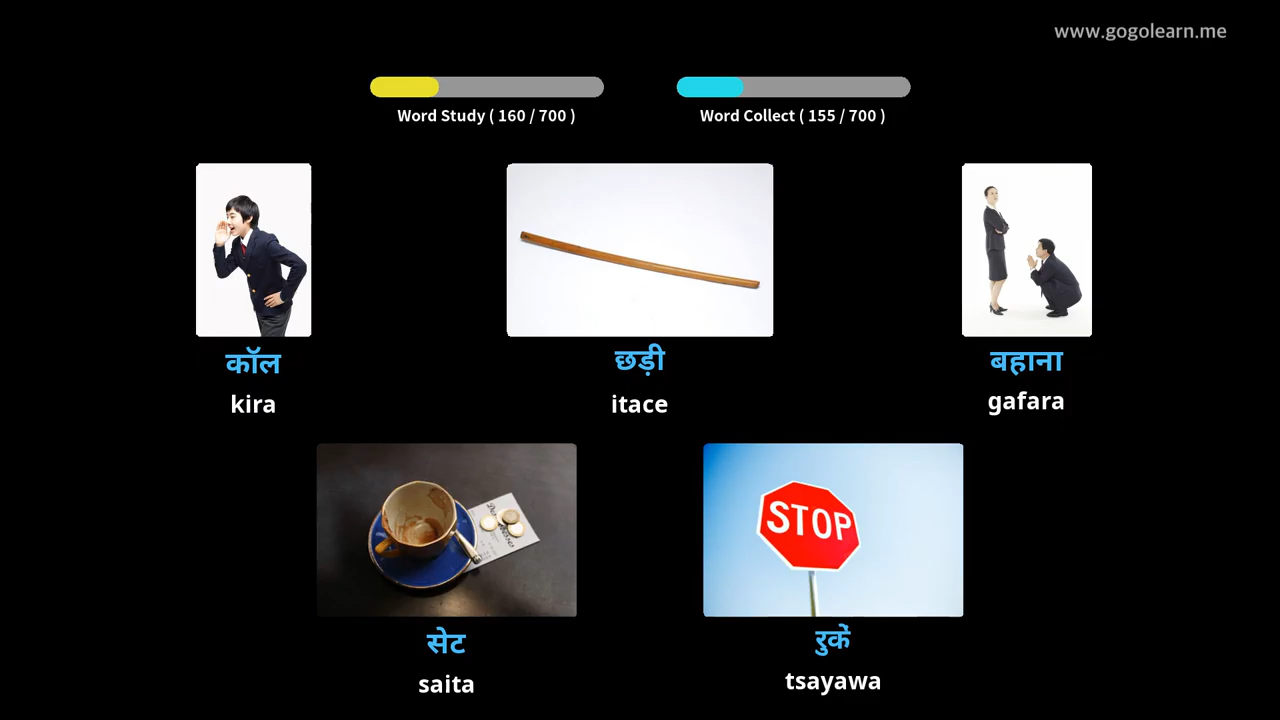 www.gogolearn.me
Word Study ( 160 / 700 )
Word Collect ( 155 / 700 )
कॉल
kira
छड़ी
itace
बहाना
gafara
STOP
सेट
saita
रुकें
tsayawa